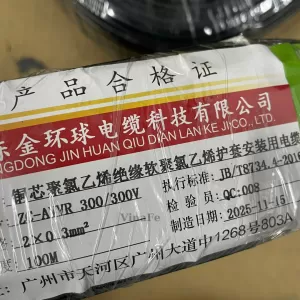 产品合格证
东金环球电缆科技有限公司
NGDONG JIN HUAN QIU DIAN LAN KE JI CO., LTD.
铜芯聚氯乙烯绝缘软聚氯乙烯护套安装用电缆
ZC-AVVR 300/300V
执行标准: JB/T8734.4-201
2×0.3mm²
检验员: QC:008
100M
制造日期: 2025-11-15
广州市天河区广州大道中1268号803A
VinaFe